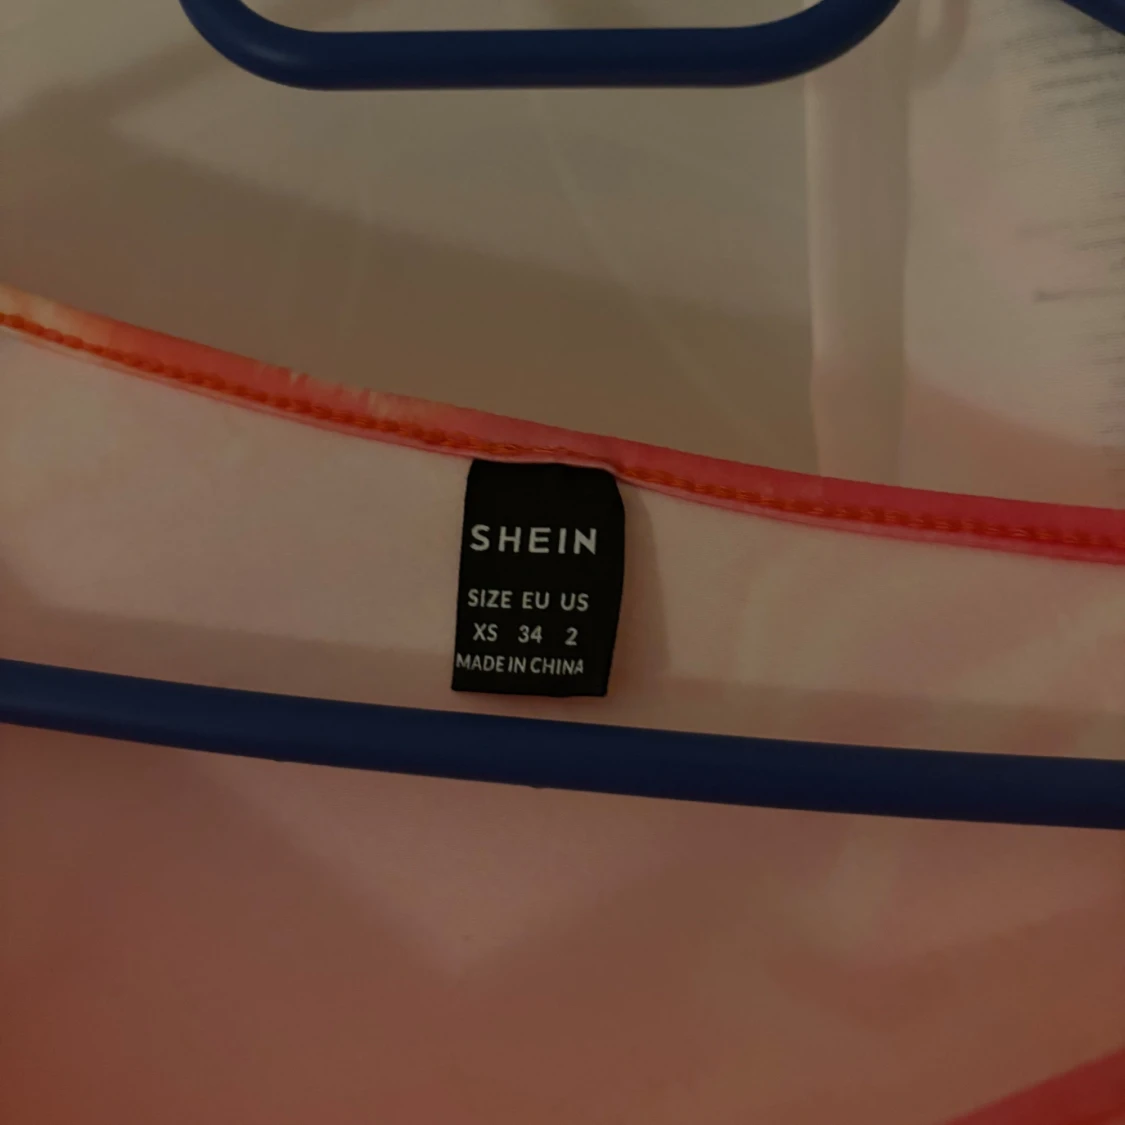 SHEIN
SIZE EU US
XS 34 2
MADE IN CHINA